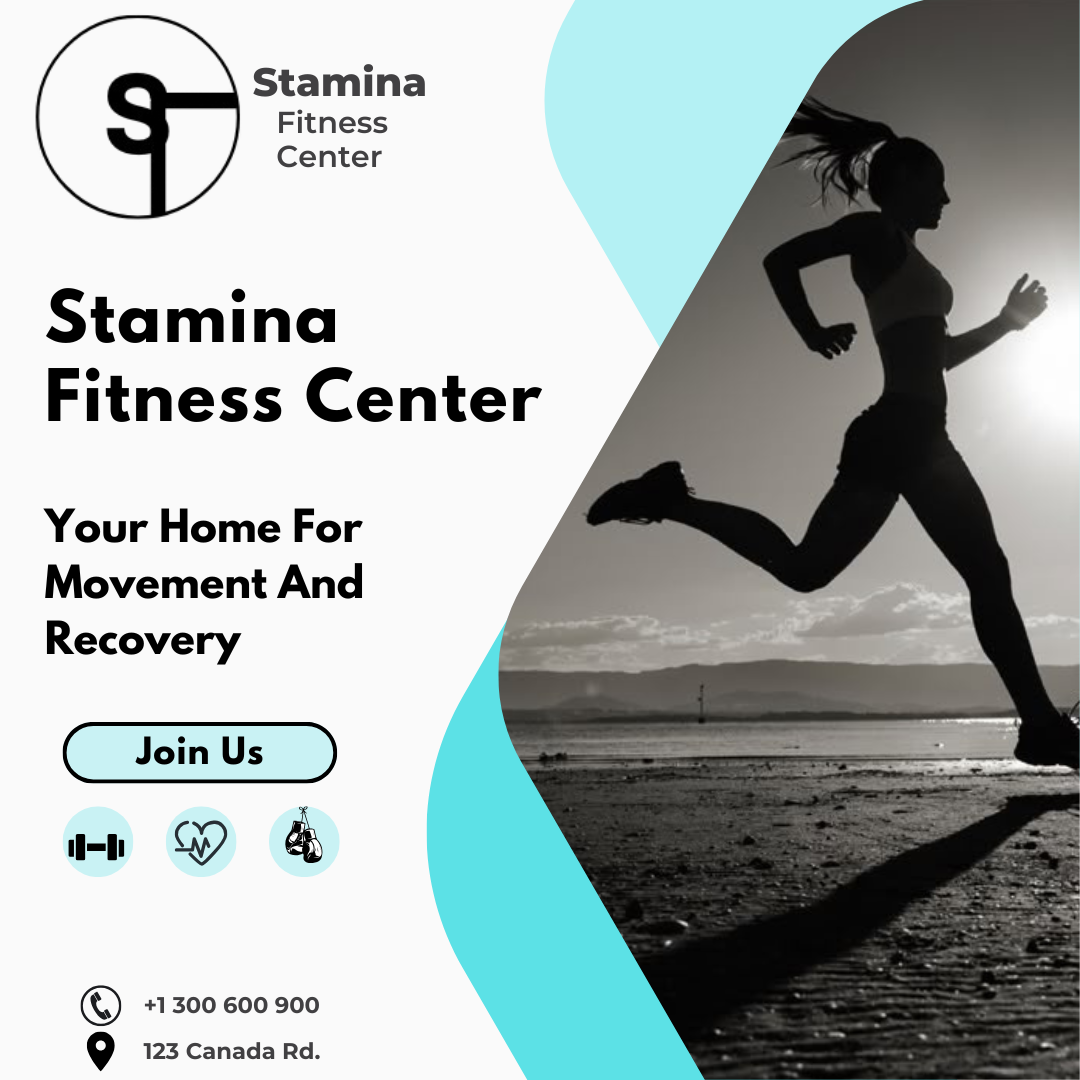 S
Stamina
Fitness
Center
Stamina
Fitness Center
Your Home For
Movement And
Recovery
Join Us
+1 300 600 900
123 Canada Rd.